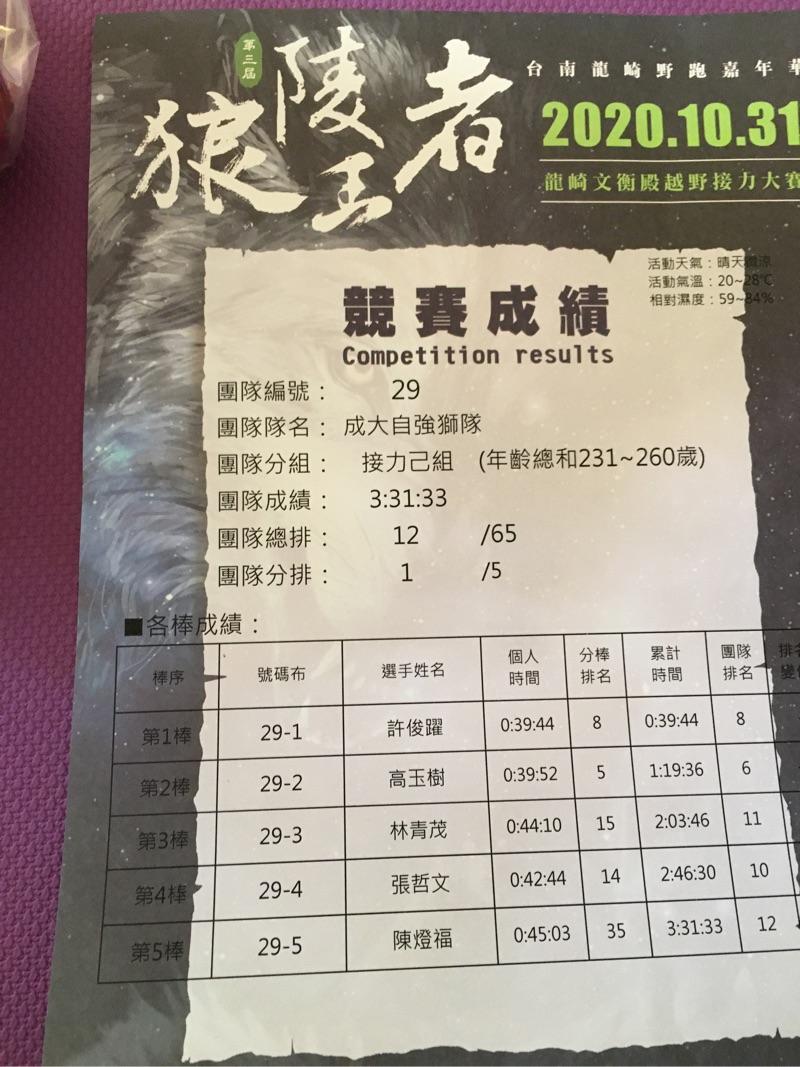 第三屆
狼陵王者
台南龍崎野跑嘉年華
2020.10.31
龍崎文衡殿越野接力大賽
活動天氣：晴天微涼
活動氣溫：20~28℃
相對濕度：59~84%
競賽成績
Competition results
團隊編號： 29
團隊隊名： 成大自強獅隊
團隊分組： 接力己組 (年齡總和231~260歲)
團隊成績： 3:31:33
團隊總排： 12 /65
團隊分排： 1 /5
■各棒成績：
棒序 號碼布 選手姓名 個人時間 分棒排名 累計時間 團隊排名
第1棒 29-1 許俊躍 0:39:44 8 0:39:44 8
第2棒 29-2 高玉樹 0:39:52 5 1:19:36 6
第3棒 29-3 林青茂 0:44:10 15 2:03:46 11
第4棒 29-4 張哲文 0:42:44 14 2:46:30 10
第5棒 29-5 陳燈福 0:45:03 35 3:31:33 12